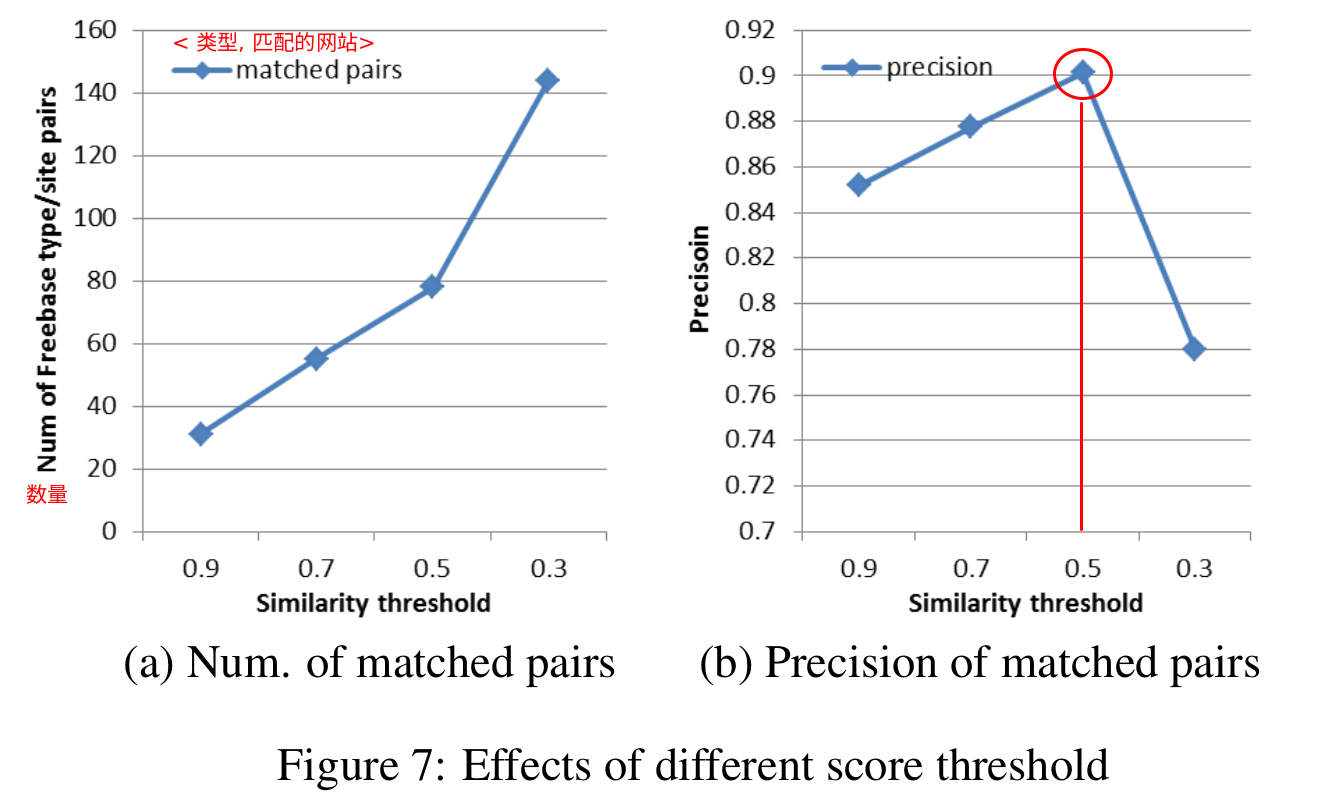 < 类型, 匹配的网站>
matched pairs
160
140
120
100
80
60
40
20
0
Num of Freebase type/site pairs
数量
0.9 0.7 0.5 0.3
Similarity threshold
(a) Num. of matched pairs
precision
0.92
0.9
0.88
0.86
0.84
0.82
0.8
0.78
0.76
0.74
0.72
0.7
Precisoin
0.9 0.7 0.5 0.3
Similarity threshold
(b) Precision of matched pairs
Figure 7: Effects of different score threshold